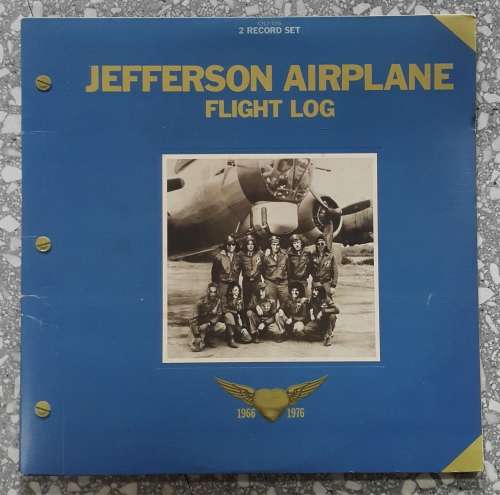 2 RECORD SET
JEFFERSON AIRPLANE
FLIGHT LOG
1966 1976